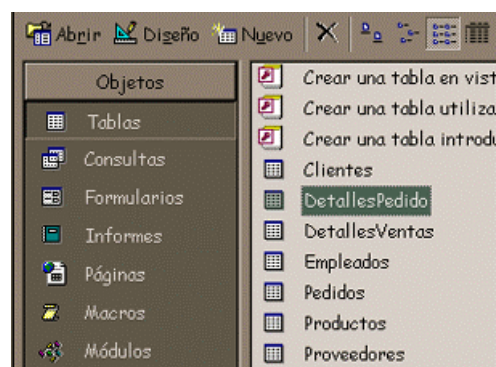 Abrir Diseño Nuevo
Objetos
Tablas
Consultas
Formularios
Informes
Páginas
Macros
Módulos
Crear una tabla en vist
Crear una tabla utiliza
Crear una tabla introdu
Clientes
DetallesPedido
DetallesVentas
Empleados
Pedidos
Productos
Proveedores